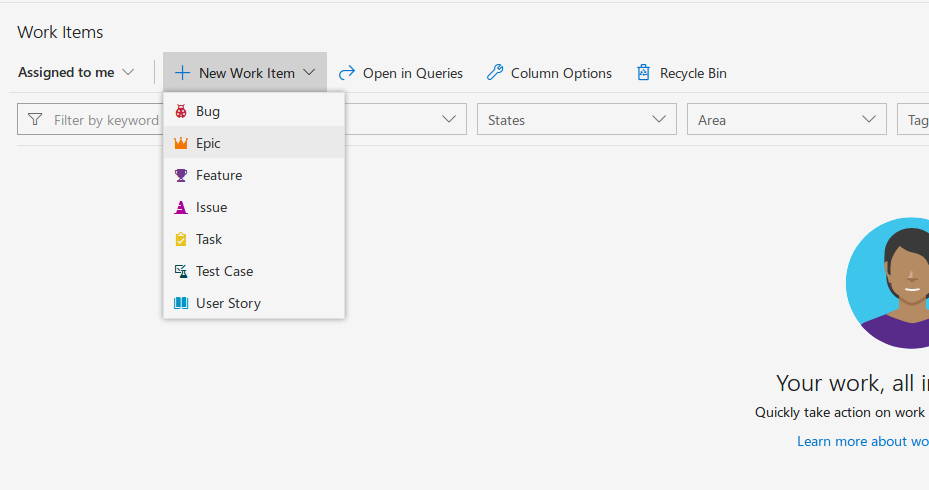 Work Items
Assigned to me
New Work Item
Open in Queries
Column Options
Recycle Bin
Filter by keyword
States
Area
Tag
Bug
Epic
Feature
Issue
Task
Test Case
User Story
Your work, all i
Quickly take action on work
Learn more about wo